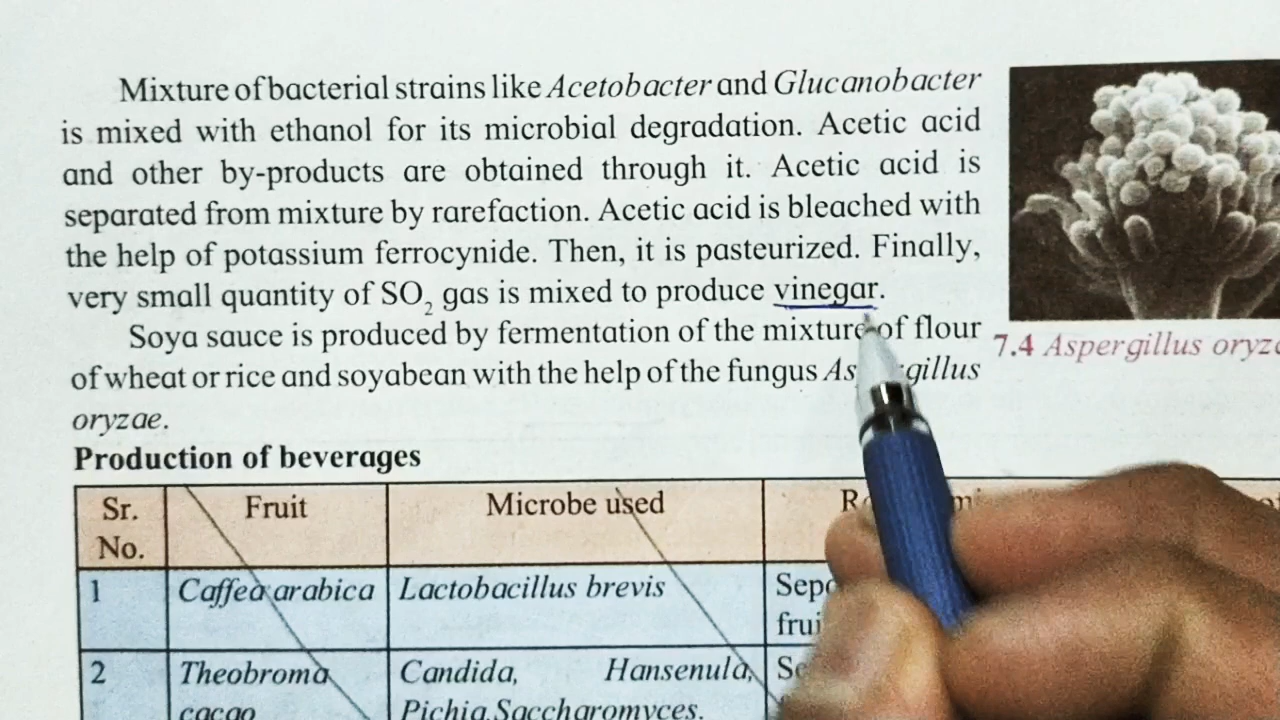 Mixture of bacterial strains like Acetobacter and Glucanobacter
is mixed with ethanol for its microbial degradation. Acetic acid
and other by-products are obtained through it. Acetic acid is
separated from mixture by rarefaction. Acetic acid is bleached with
the help of potassium ferrocynide. Then, it is pasteurized. Finally,
very small quantity of SO₂ gas is mixed to produce vinegar.
Soya sauce is produced by fermentation of the mixture of flour
of wheat or rice and soyabean with the help of the fungus
oryzae.
7.4 Aspergillus
Production of beverages
Sr. No. Fruit Microbe used
1 Caffea arabica Lactobacillus brevis
2 Theobroma cacao Candida, Hansenula, Pichia, Saccharomyces.